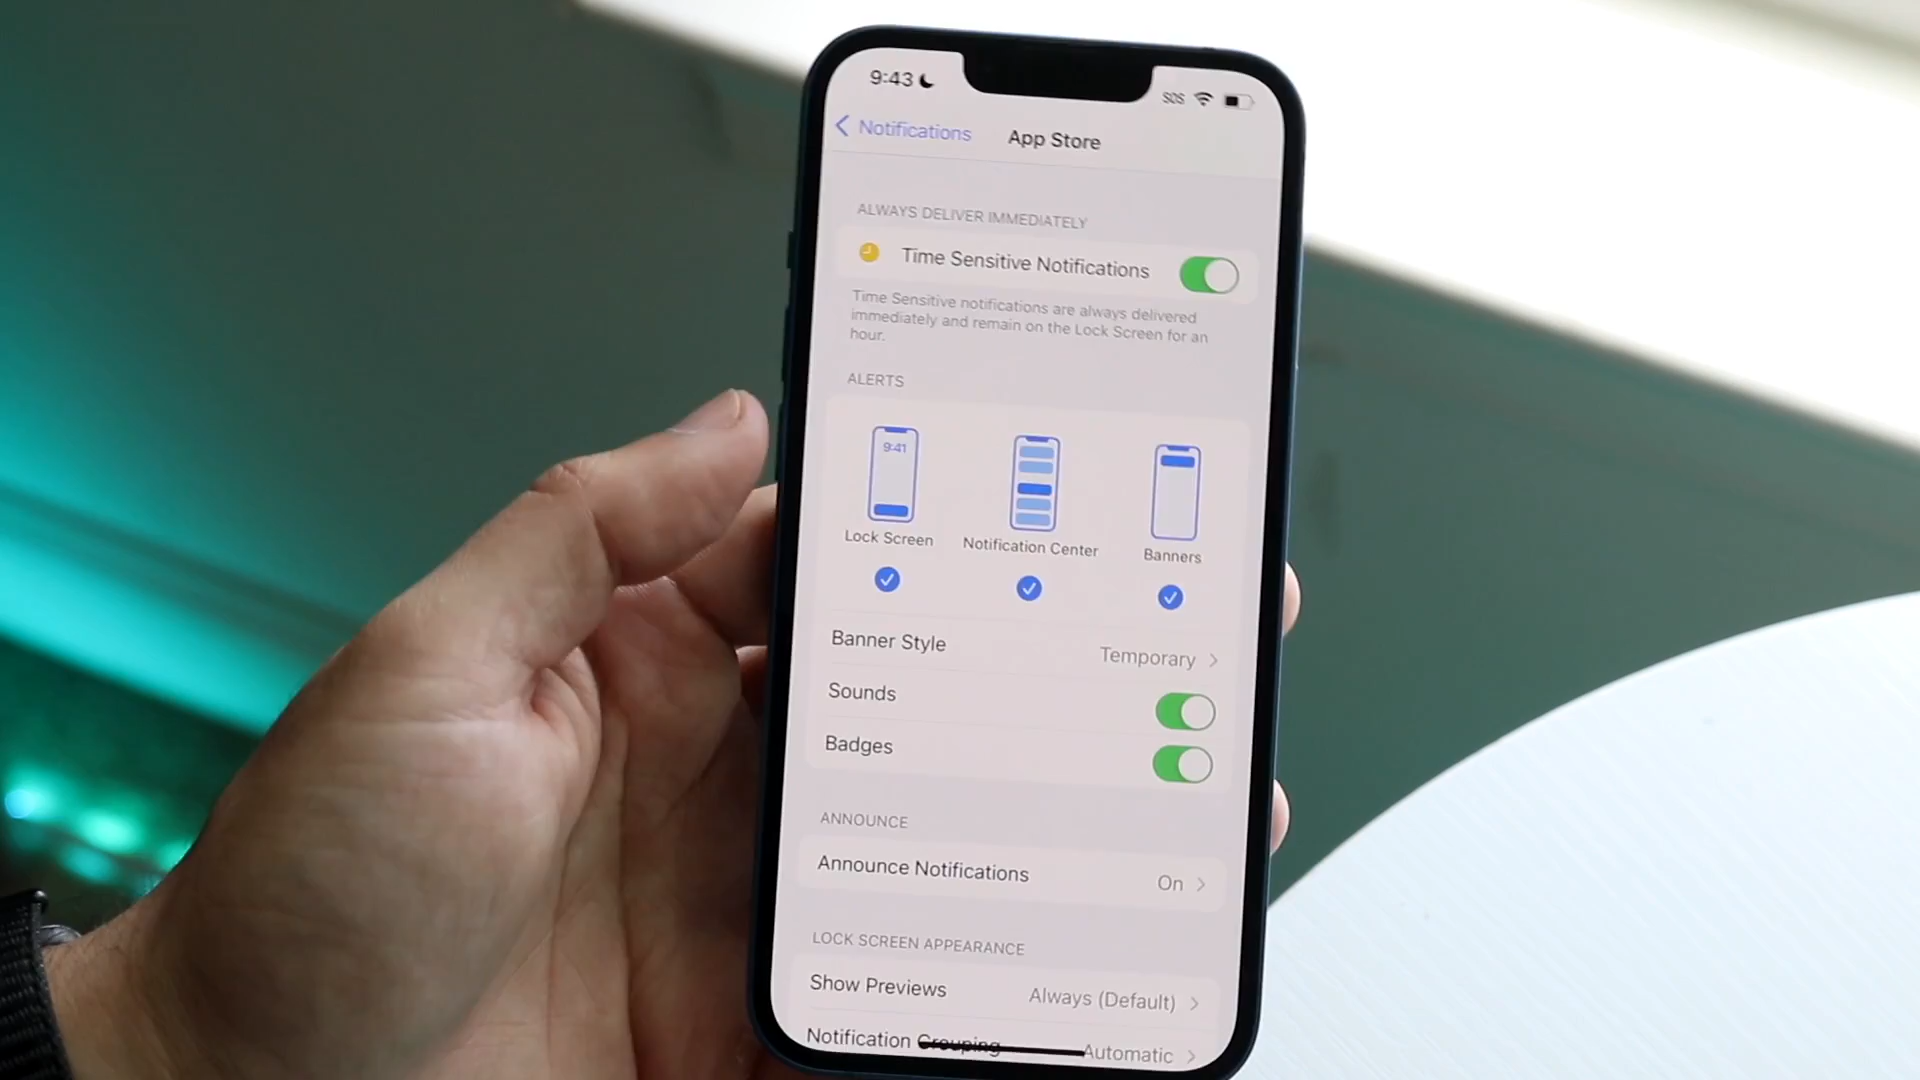 9:43
SOS
Notifications
App Store
ALWAYS DELIVER IMMEDIATELY
Time Sensitive Notifications
Time Sensitive notifications are always delivered
immediately and remain on the Lock Screen for an
hour.
ALERTS
9:41
Lock Screen
Notification Center
Banners
Banner Style
Temporary
Sounds
Badges
ANNOUNCE
Announce Notifications
On
LOCK SCREEN APPEARANCE
Show Previews
Always (Default)
Notification Grouping
Automatic